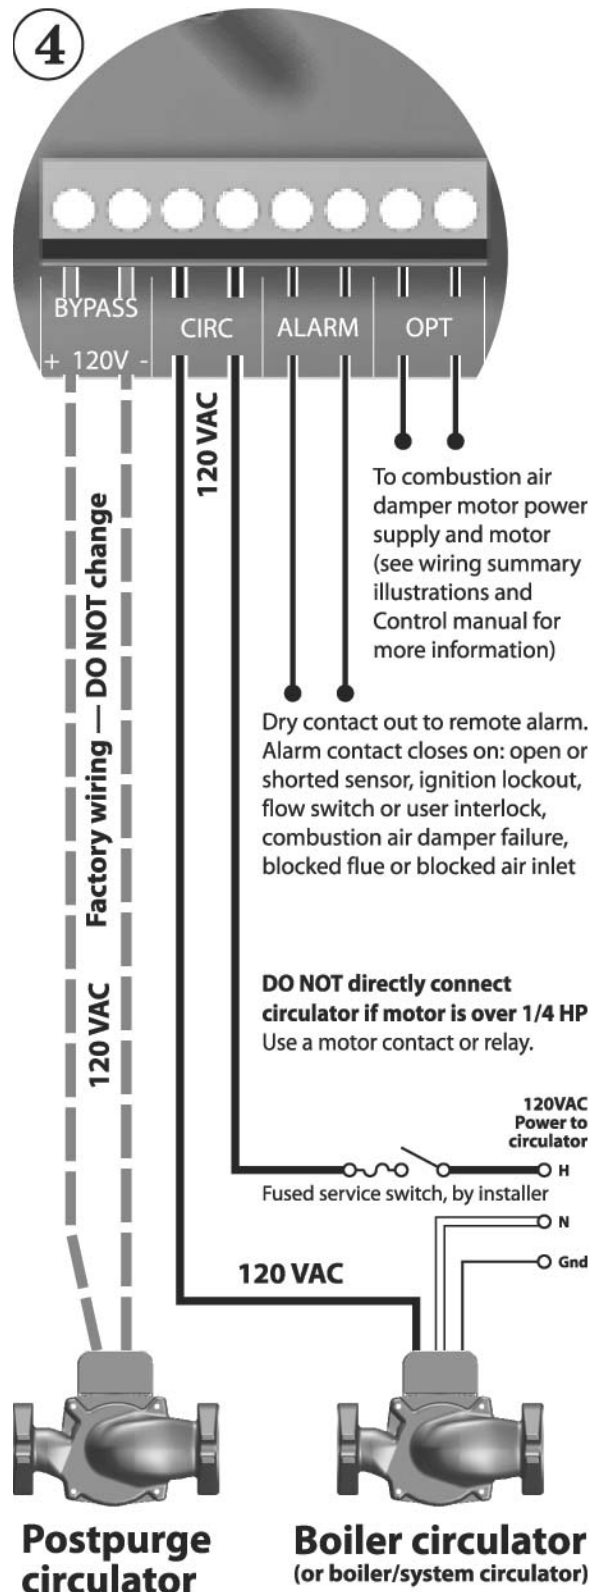 4
BYPASS
+ 120V -
CIRC
ALARM
OPT
120 VAC
To combustion air
damper motor power
supply and motor
(see wiring summary
illustrations and
Control manual for
more information)
Factory wiring — DO NOT change
120 VAC
Dry contact out to remote alarm.
Alarm contact closes on: open or
shorted sensor, ignition lockout,
flow switch or user interlock,
combustion air damper failure,
blocked flue or blocked air inlet
DO NOT directly connect
circulator if motor is over 1/4 HP
Use a motor contact or relay.
120VAC
Power to
circulator
H
Fused service switch, by installer
N
Gnd
120 VAC
Postpurge
circulator
Boiler circulator
(or boiler/system circulator)